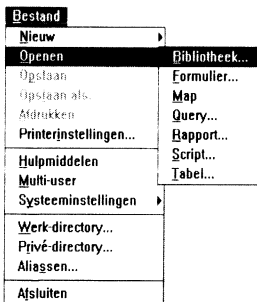 Bestand
Nieuw
Openen
Opslaan
Opslaan als.
Afdrukken
Printerinstellingen...
Hulpmiddelen
Multi-user
Systeeminstellingen
Werk-directory...
Privé-directory...
Aliassen...
Afsluiten
Bibliotheek...
Formulier...
Map
Query...
Rapport...
Script...
Tabel...